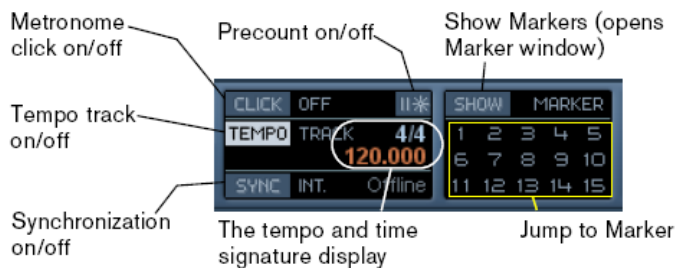 Metronome
click on/off
Precount on/off
Show Markers (opens
Marker window)
Tempo track
on/off
CLICK OFF
TEMPO TRACK 4/4
120.000
SYNC INT. Offline
SHOW MARKER
1 2 3 4 5
6 7 8 9 10
11 12 13 14 15
Synchronization
on/off
The tempo and time
signature display
Jump to Marker